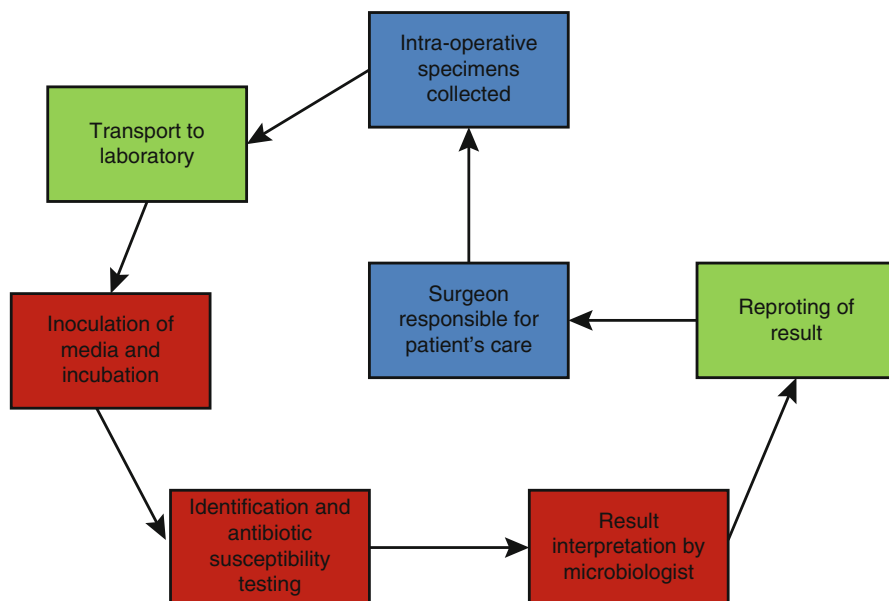 Intra-operative
specimens
collected
Transport to
laboratory
Surgeon
responsible for
patient's care
Reproting of
result
Inoculation of
media and
incubation
Identification and
antibiotic
susceptibility
testing
Result
interpretation by
microbiologist